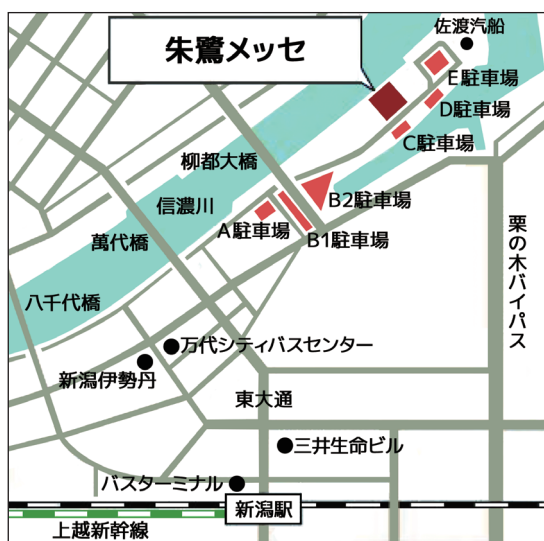 佐渡汽船
朱鷺メッセ
E駐車場
D駐車場
C駐車場
柳都大橋
B2駐車場
信濃川
A駐車場
B1駐車場
萬代橋
栗の木バイパス
八千代橋
万代シティバスセンター
新潟伊勢丹
東大通
三井生命ビル
バスターミナル
新潟駅
上越新幹線